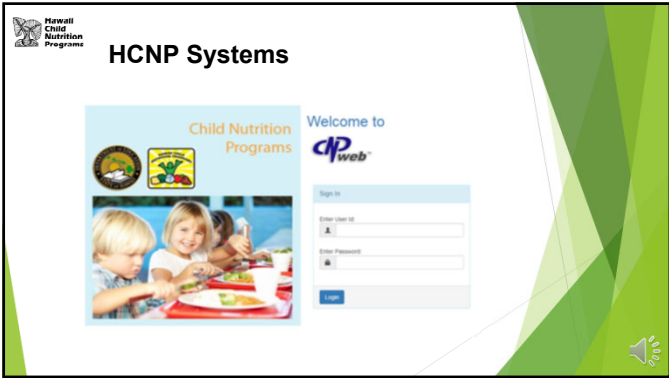 Hawaii
Child
Nutrition
Programs
HCNP Systems
Child Nutrition
Programs
Welcome to
CNPweb
Sign In
Enter User Id:
Enter Password:
Login